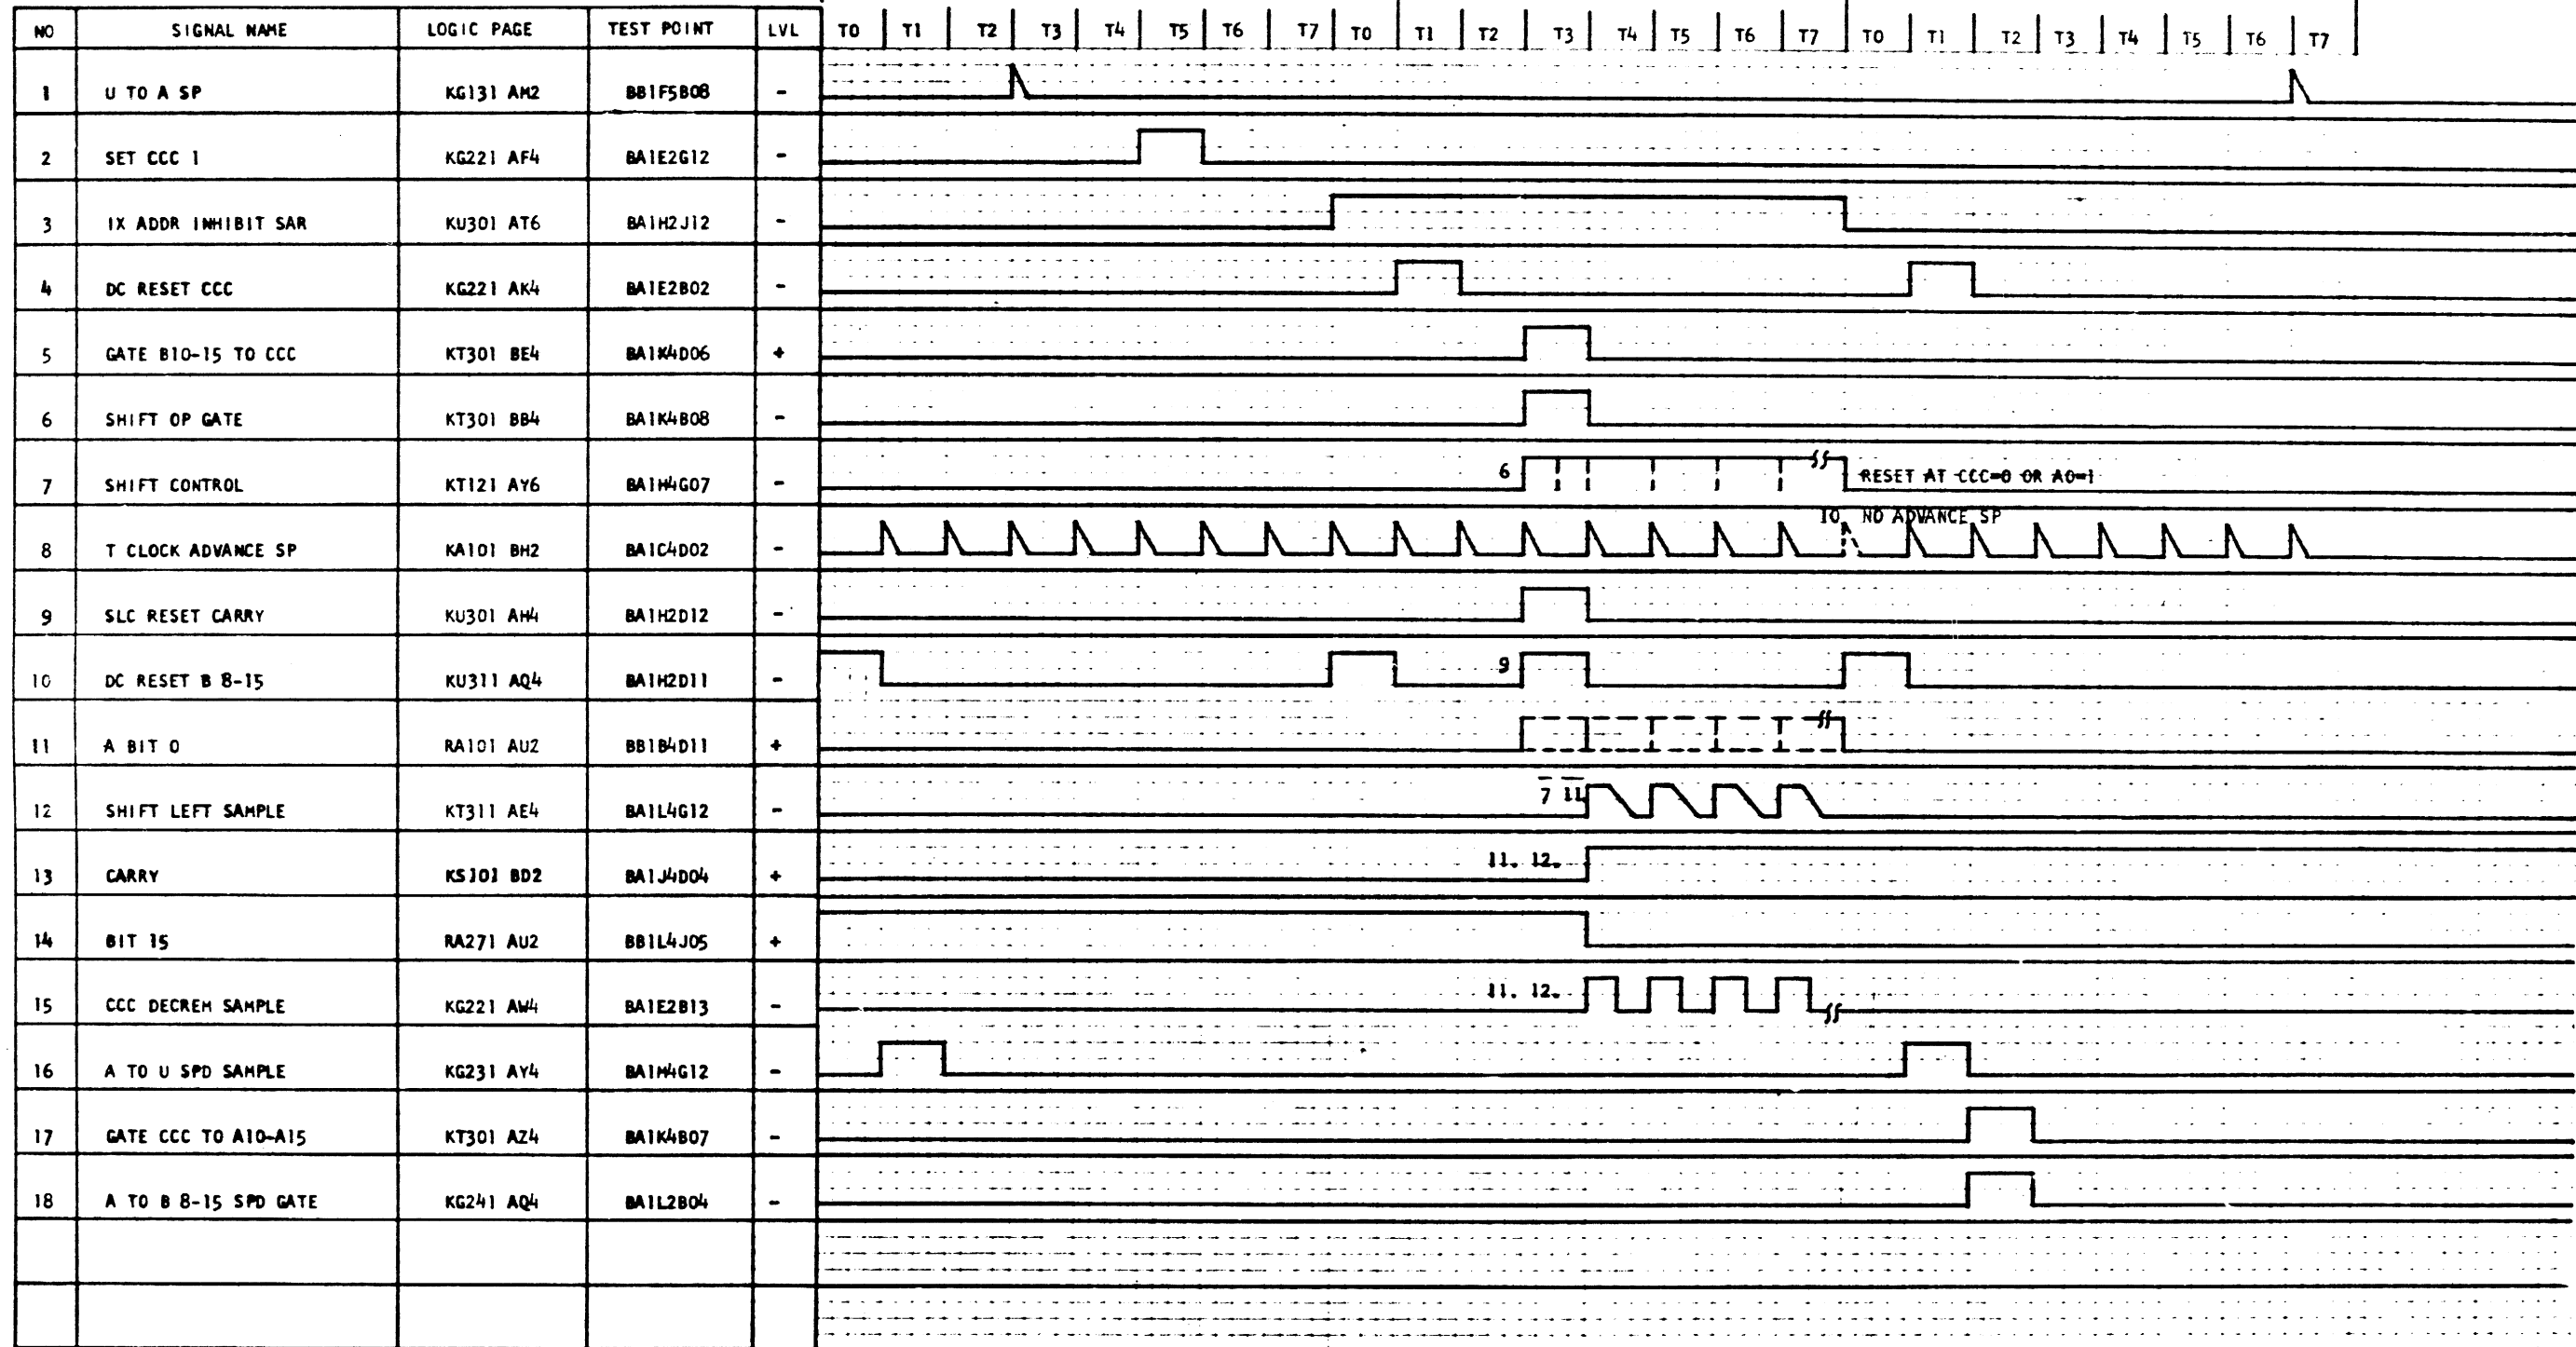 NO SIGNAL NAME LOGIC PAGE TEST POINT LVL T0 T1 T2 T3 T4 T5 T6 T7 T0 T1 T2 T3 T4 T5 T6 T7 T0 T1 T2 T3 T4 T5 T6 T7
1 U TO A SP KG131 AM2 BB1F5B08 -
2 SET CCC 1 KG221 AF4 BA1E2G12 -
3 IX ADDR INHIBIT SAR KU301 AT6 BA1H2J12 -
4 DC RESET CCC KG221 AK4 BA1E2B02 -
5 GATE B10-15 TO CCC KT301 BE4 BA1K4D06 +
6 SHIFT OP GATE KT301 BB4 BA1K4B08 -
7 SHIFT CONTROL KT121 AY6 BA1H4G07 - 6 RESET AT CCC=0 OR A0=1
TO NO ADVANCE SP
8 T CLOCK ADVANCE SP KA101 BH2 BA1C4D02 -
9 SLC RESET CARRY KU301 AH4 BA1H2D12 -
10 DC RESET B 8-15 KU311 AQ4 BA1H2D11 - 9
11 A BIT 0 RA101 AU2 BB1B4D11 +
12 SHIFT LEFT SAMPLE KT311 AE4 BA1L4G12 - 7 11
13 CARRY KS101 BD2 BA1J4D04 + 11. 12.
14 BIT 15 RA271 AU2 BB1L4J05 +
15 CCC DECREM SAMPLE KG221 AW4 BA1E2B13 - 11. 12.
16 A TO U SPD SAMPLE KG231 AY4 BA1M4G12 -
17 GATE CCC TO A10-A15 KT301 AZ4 BA1K4B07 -
18 A TO B 8-15 SPD GATE KG241 AQ4 BA1L2B04 -